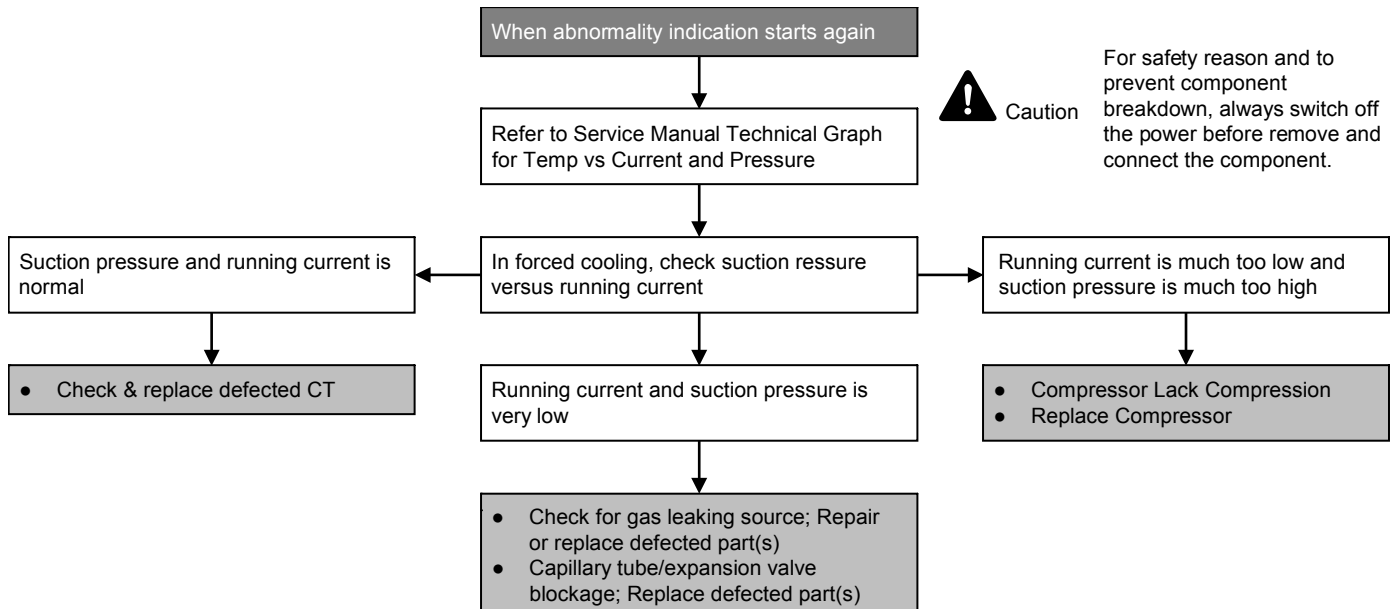 When abnormality indication starts again
For safety reason and to
prevent component
breakdown, always switch off
the power before remove and
connect the component.
Caution
Refer to Service Manual Technical Graph
for Temp vs Current and Pressure
Suction pressure and running current is
normal
In forced cooling, check suction ressure
versus running current
Running current is much too low and
suction pressure is much too high
● Check & replace defected CT
Running current and suction pressure is
very low
● Compressor Lack Compression
● Replace Compressor
● Check for gas leaking source; Repair
or replace defected part(s)
● Capillary tube/expansion valve
blockage; Replace defected part(s)